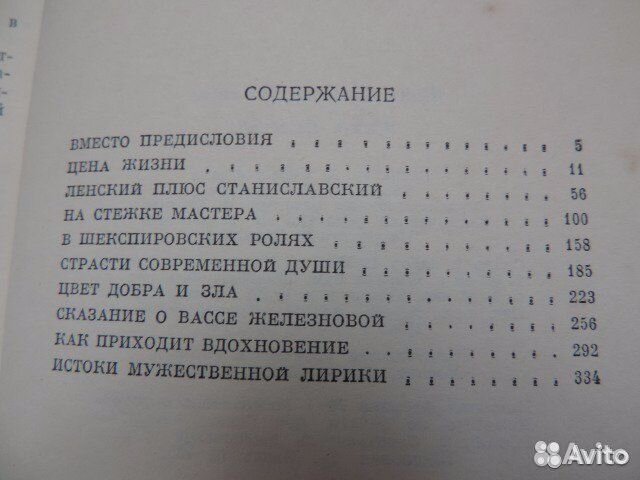 в
т-
а-
й
СОДЕРЖАНИЕ
ВМЕСТО ПРЕДИСЛОВИЯ . . . . . . . . . . . 5
ЦЕНА ЖИЗНИ . . . . . . . . . . . . . . 11
ЛЕНСКИЙ ПЛЮС СТАНИСЛАВСКИЙ . . . . . . . 56
НА СТЕЖКЕ МАСТЕРА . . . . . . . . . . . 100
В ШЕКСПИРОВСКИХ РОЛЯХ . . . . . . . . . 158
СТРАСТИ СОВРЕМЕННОЙ ДУШИ . . . . . . . . 185
ЦВЕТ ДОБРА И ЗЛА . . . . . . . . . . . . 223
СКАЗАНИЕ О ВАССЕ ЖЕЛЕЗНОВОЙ . . . . . . . 256
КАК ПРИХОДИТ ВДОХНОВЕНИЕ . . . . . . . . 292
ИСТОКИ МУЖЕСТВЕННОЙ ЛИРИКИ . . . . . . . 334
Avito